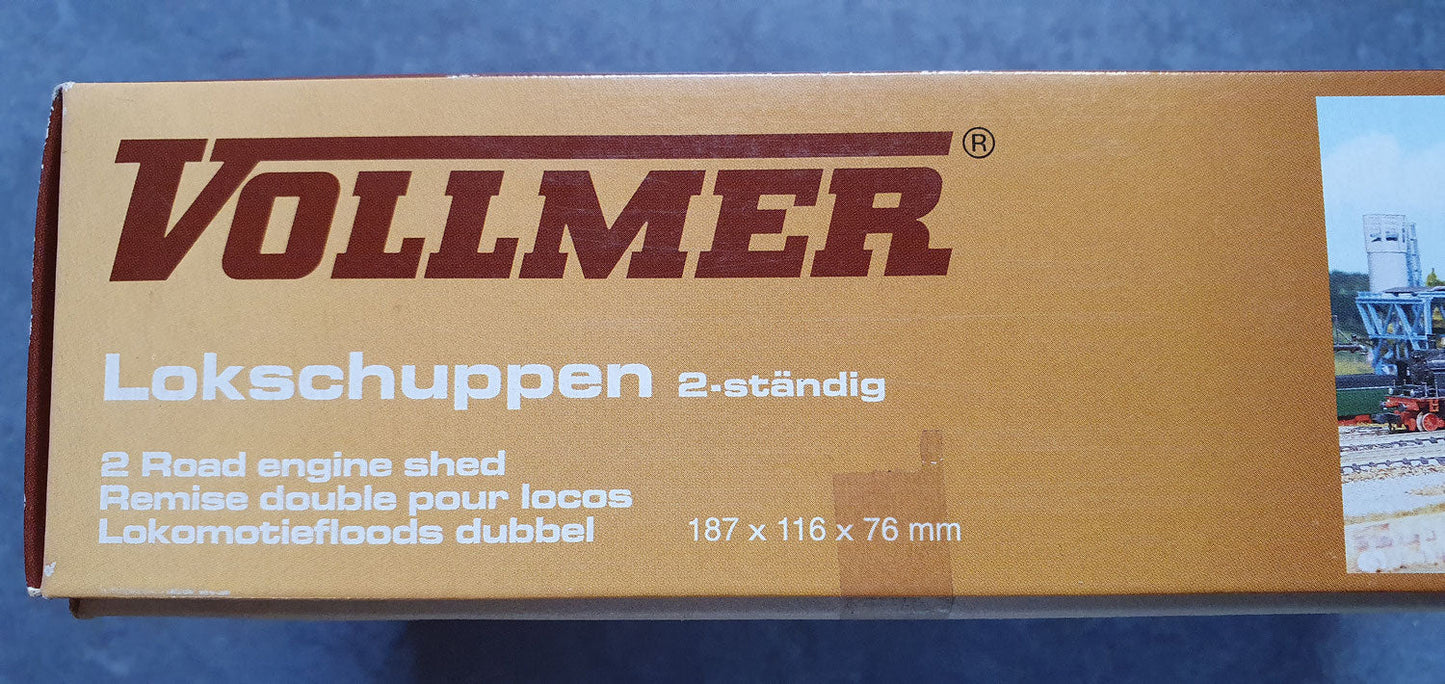 VOLLMER®
Lokschuppen 2-ständig
2 Road engine shed
Remise double pour locos
Lokomotiefloods dubbel 187 x 116 x 76 mm